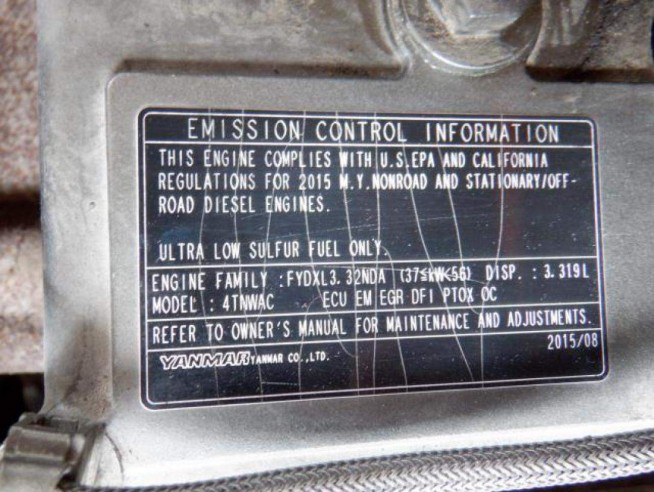 EMISSION CONTROL INFORMATION
THIS ENGINE COMPLIES WITH U.S.EPA AND CALIFORNIA
REGULATIONS FOR 2015 M.Y.NONROAD AND STATIONARY/OFF-
ROAD DIESEL ENGINES.
ULTRA LOW SULFUR FUEL ONLY.
ENGINE FAMILY :FYDXL3.32NDA (37≤kW<56) DISP. : 3.319L
MODEL : 4TNWAC ECU EM EGR DFI PTOX OC
REFER TO OWNER'S MANUAL FOR MAINTENANCE AND ADJUSTMENTS.
YANMAR YANMAR CO.,LTD. 2015/08